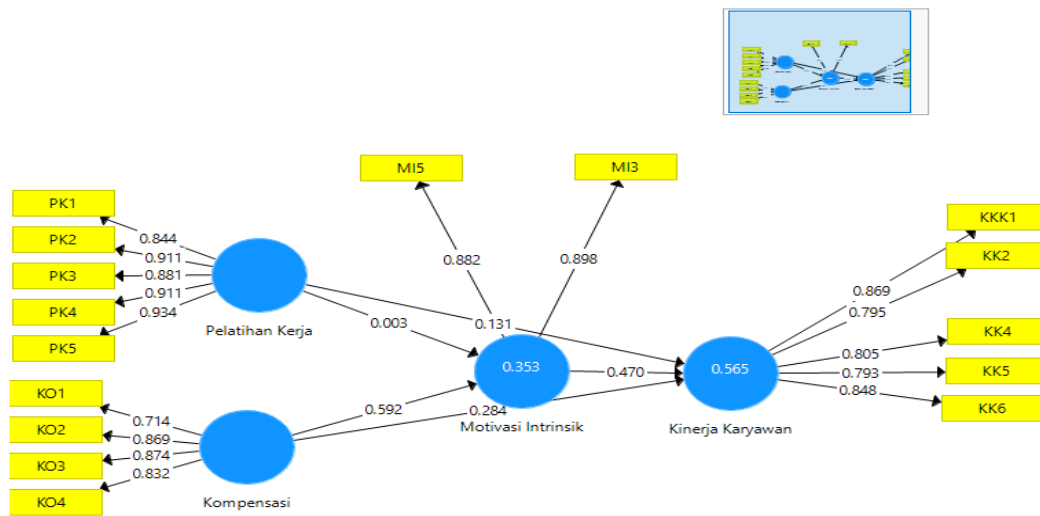 MI5
MI3
PK1
PK2
PK3
PK4
PK5
0.844
0.911
0.881
0.911
0.934
Pelatihan Kerja
0.882
0.898
0.003
0.131
KO1
KO2
KO3
KO4
0.714
0.869
0.874
0.832
Kompensasi
0.592
0.284
0.353
Motivasi Intrinsik
0.470
0.565
Kinerja Karyawan
0.869
0.795
0.805
0.793
0.848
KKK1
KK2
KK4
KK5
KK6